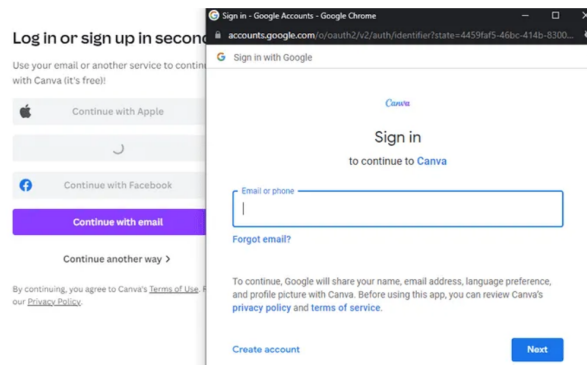 Log in or sign up in secon
Use your email or another service to contin
with Canva (it's free)!
Continue with Apple
Continue with Facebook
Continue with email
Continue another way >
By continuing, you agree to Canva's Terms of Use.
our Privacy Policy.
Sign in - Google Accounts - Google Chrome
accounts.google.com/o/oauth2/v2/auth/identifier?state=4459faf5-46bc-414b-8300...
Sign in with Google
Canva
Sign in
to continue to Canva
Email or phone
Forgot email?
To continue, Google will share your name, email address, language preference,
and profile picture with Canva. Before using this app, you can review Canva's
privacy policy and terms of service.
Create account
Next